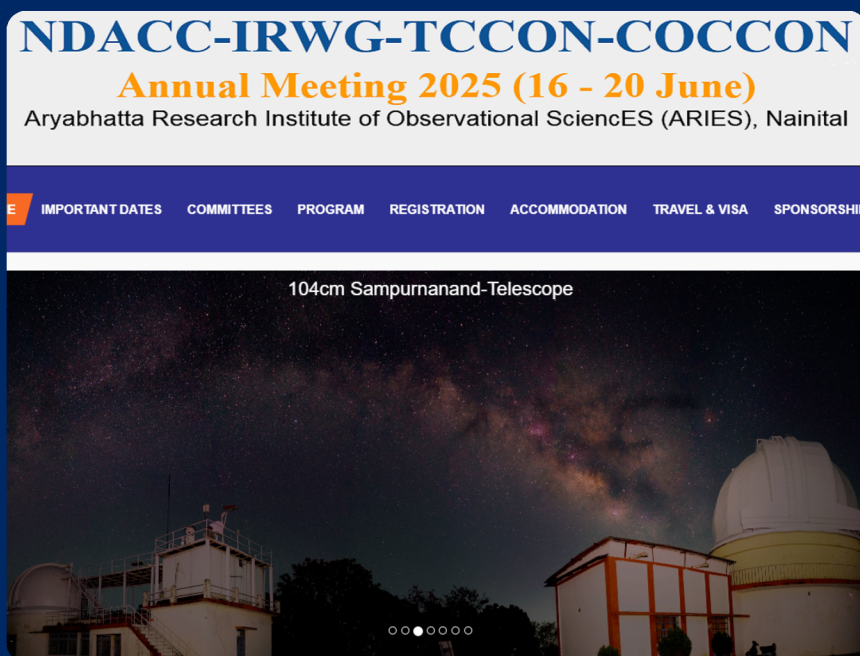 NDACC-IRWG-TCCON-COCCON
Annual Meeting 2025 (16 - 20 June)
Aryabhatta Research Institute of Observational SciencES (ARIES), Nainital
E IMPORTANT DATES COMMITTEES PROGRAM REGISTRATION ACCOMMODATION TRAVEL & VISA SPONSORSHI
104cm Sampurnanand-Telescope